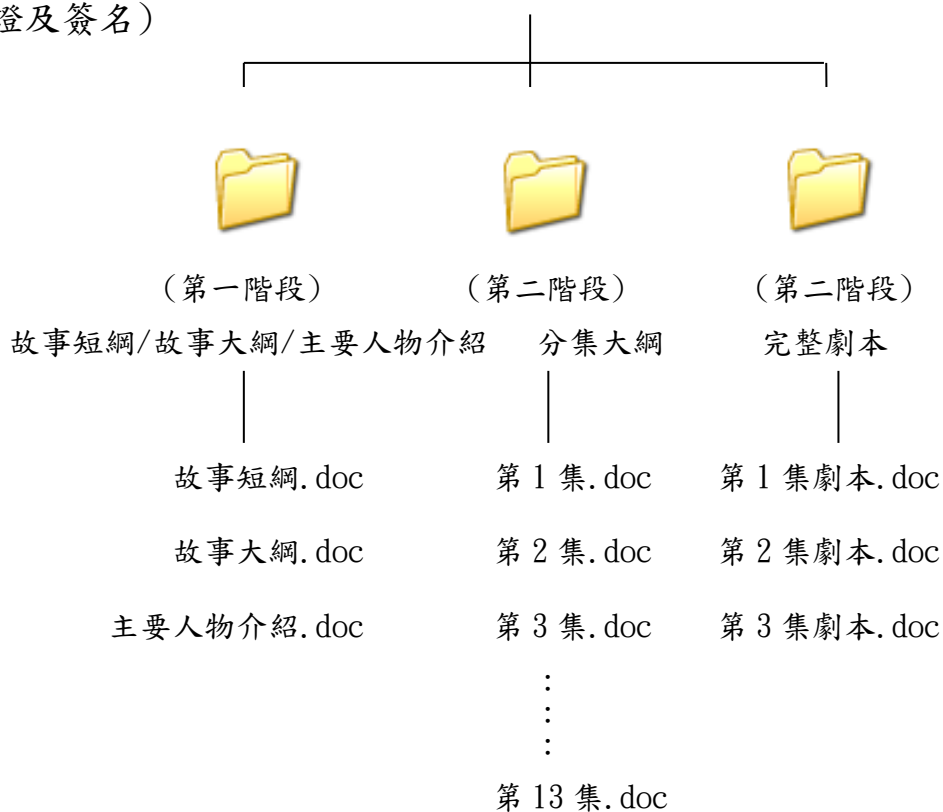 證及簽名）
（第一階段） （第二階段） （第二階段）
故事短綱/故事大綱/主要人物介紹 分集大綱 完整劇本
故事短綱.doc 第 1 集.doc 第 1 集劇本.doc
故事大綱.doc 第 2 集.doc 第 2 集劇本.doc
主要人物介紹.doc 第 3 集.doc 第 3 集劇本.doc
：
：
：
第 13 集.doc